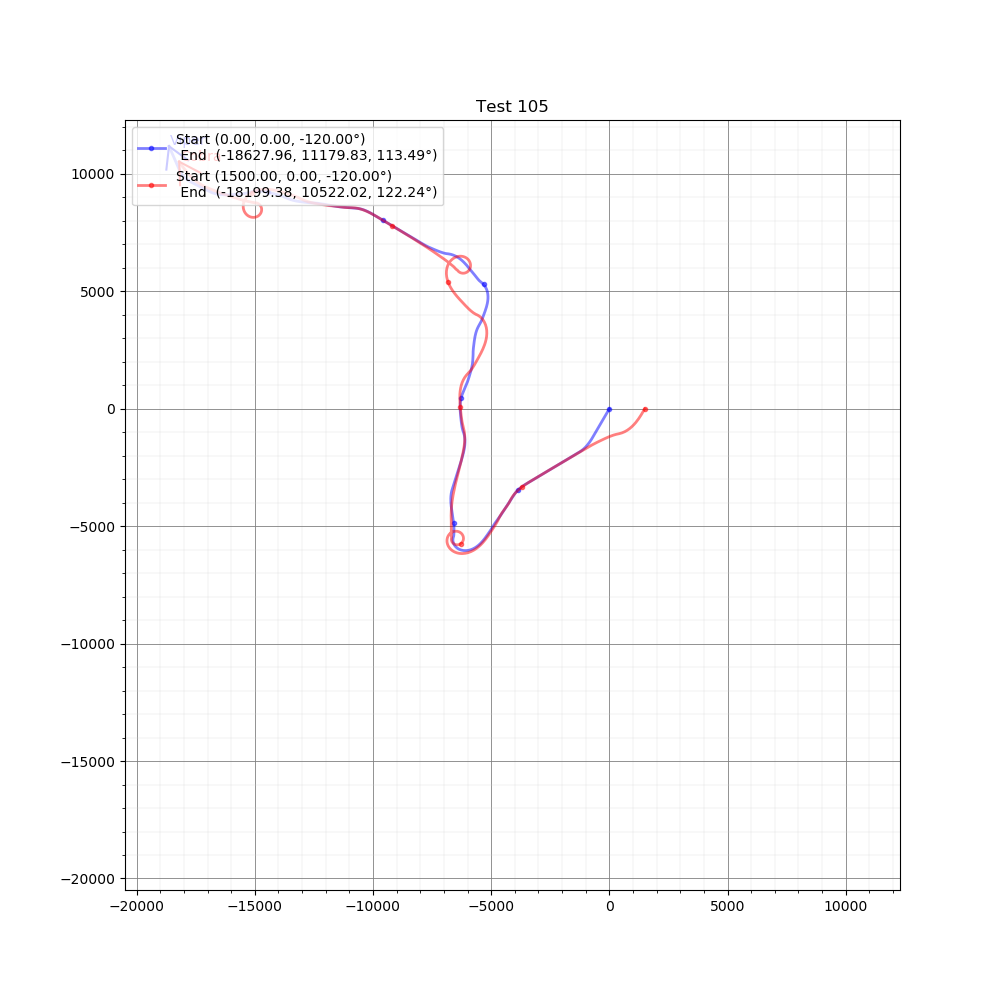 Test 105
Start (0.00, 0.00, -120.00°)
End (-18627.96, 11179.83, 113.49°)
Start (1500.00, 0.00, -120.00°)
End (-18199.38, 10522.02, 122.24°)
10000
5000
0
−5000
−10000
−15000
−20000
−20000 −15000 −10000 −5000 0 5000 10000